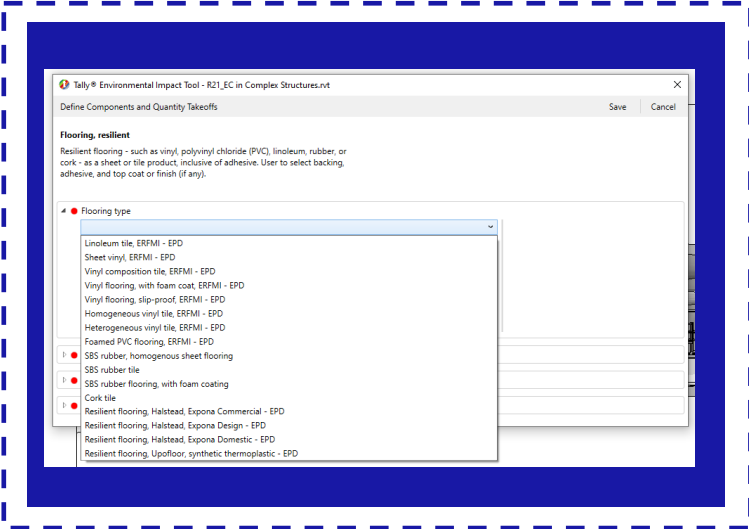 Tally® Environmental Impact Tool - R21_EC in Complex Structures.rvt
Define Components and Quantity Takeoffs
Save
Cancel
Flooring, resilient
Resilient flooring - such as vinyl, polyvinyl chloride (PVC), linoleum, rubber, or
cork - as a sheet or tile product, inclusive of adhesive. User to select backing,
adhesive, and top coat or finish (if any).
Flooring type
Linoleum tile, ERFMI - EPD
Sheet vinyl, ERFMI - EPD
Vinyl composition tile, ERFMI - EPD
Vinyl flooring, with foam coat, ERFMI - EPD
Vinyl flooring, slip-proof, ERFMI - EPD
Homogeneous vinyl tile, ERFMI - EPD
Heterogeneous vinyl tile, ERFMI - EPD
Foamed PVC flooring, ERFMI - EPD
SBS rubber, homogenous sheet flooring
SBS rubber tile
SBS rubber flooring, with foam coating
Cork tile
Resilient flooring, Halstead, Expona Commercial - EPD
Resilient flooring, Halstead, Expona Design - EPD
Resilient flooring, Halstead, Expona Domestic - EPD
Resilient flooring, Upofloor, synthetic thermoplastic - EPD